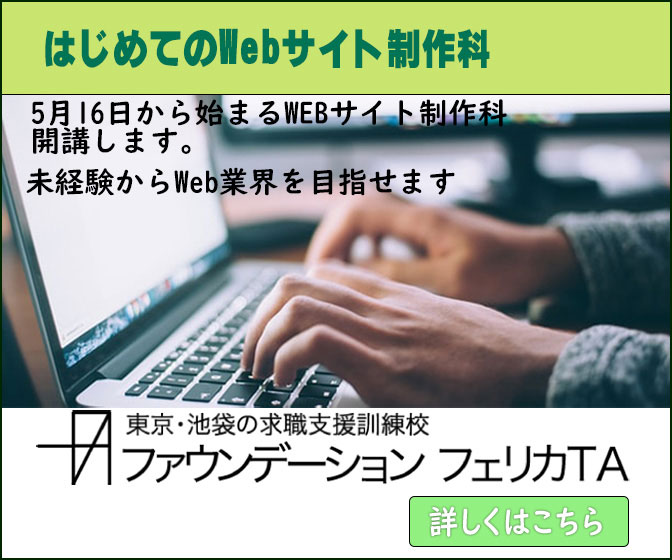 はじめてのWebサイト制作科
5月16日から始まるWEBサイト制作科
開講します。
未経験からWeb業界を目指せます
東京・池袋の求職支援訓練校
ファウンデーション フェリカTA
詳しくはこちら